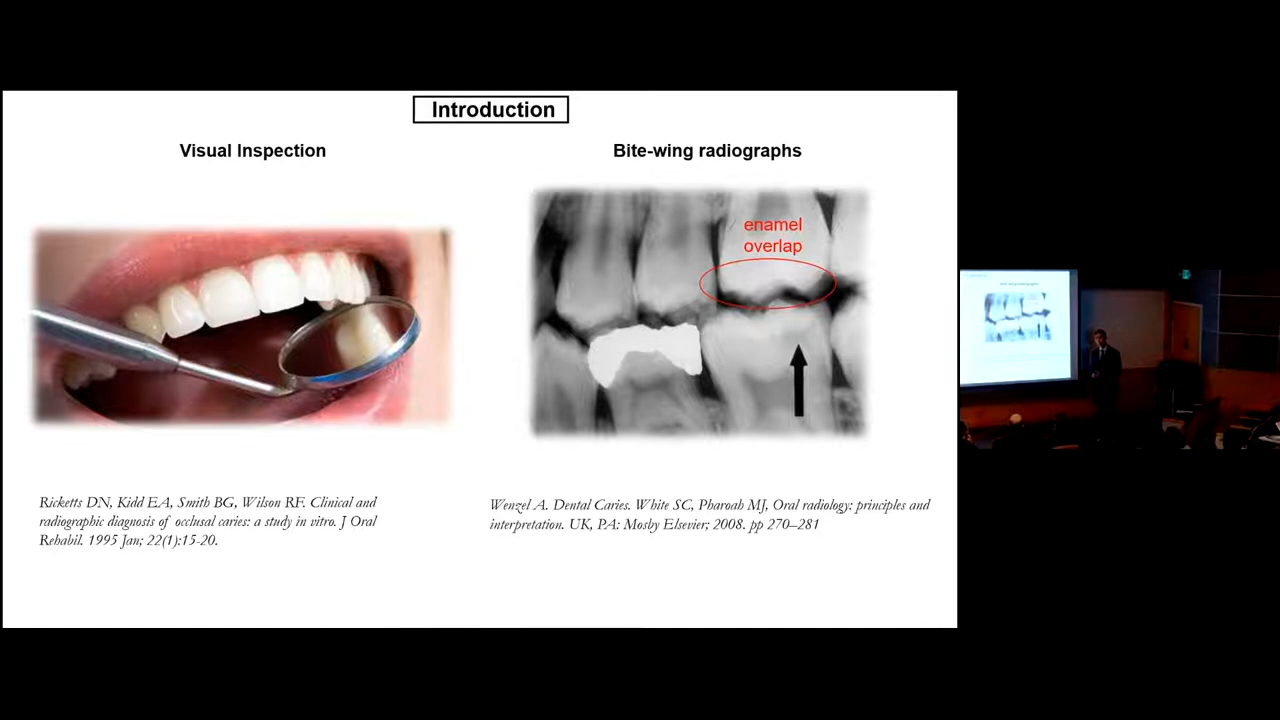 Introduction
Visual Inspection
Bite-wing radiographs
enamel
overlap
Ricketts DN, Kidd EA, Smith BG, Wilson RF. Clinical and
radiographic diagnosis of occlusal caries: a study in vitro. J Oral
Rehabil. 1995 Jan; 22(1):15-20.
Wenzel A. Dental Caries. White SC, Pharoah MJ, Oral radiology: principles and
interpretation. UK, PA: Mosby Elsevier; 2008. pp 270–281